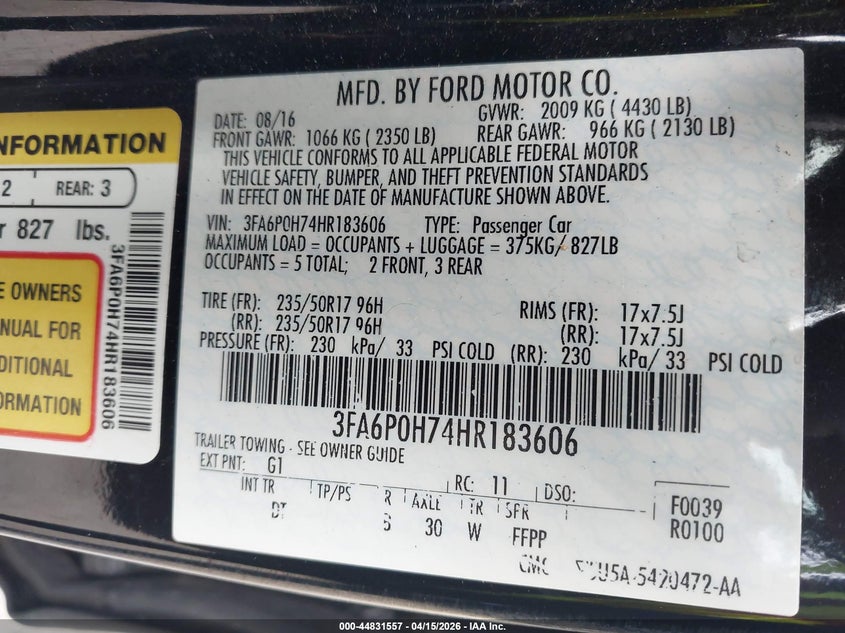 INFORMATION
2 REAR: 3
827 lbs.
E OWNERS
NUAL FOR
DITIONAL
ORMATION
3FA6P0H74HR183606
MFD. BY FORD MOTOR CO.
DATE: 08/16 GVWR: 2009 KG ( 4430 LB)
FRONT GAWR: 1066 KG ( 2350 LB) REAR GAWR: 966 KG ( 2130 LB)
THIS VEHICLE CONFORMS TO ALL APPLICABLE FEDERAL MOTOR
VEHICLE SAFETY, BUMPER, AND THEFT PREVENTION STANDARDS
IN EFFECT ON THE DATE OF MANUFACTURE SHOWN ABOVE.
VIN: 3FA6P0H74HR183606 TYPE: Passenger Car
MAXIMUM LOAD = OCCUPANTS + LUGGAGE = 375KG/ 827LB
OCCUPANTS = 5 TOTAL; 2 FRONT, 3 REAR
TIRE (FR): 235/50R17 96H RIMS (FR): 17x7.5J
(RR): 235/50R17 96H (RR): 17x7.5J
PRESSURE (FR): 230 kPa/ 33 PSI COLD (RR): 230 kPa/ 33 PSI COLD
3FA6P0H74HR183606
TRAILER TOWING - SEE OWNER GUIDE
EXT PNT: G1 RC: 11 DSO: F0039
INT TR TP/PS R AXLE TR SPR R0100
30 W FFPP
5420472-AA
000-44831557 - 04/15/2026 - IAA Inc.